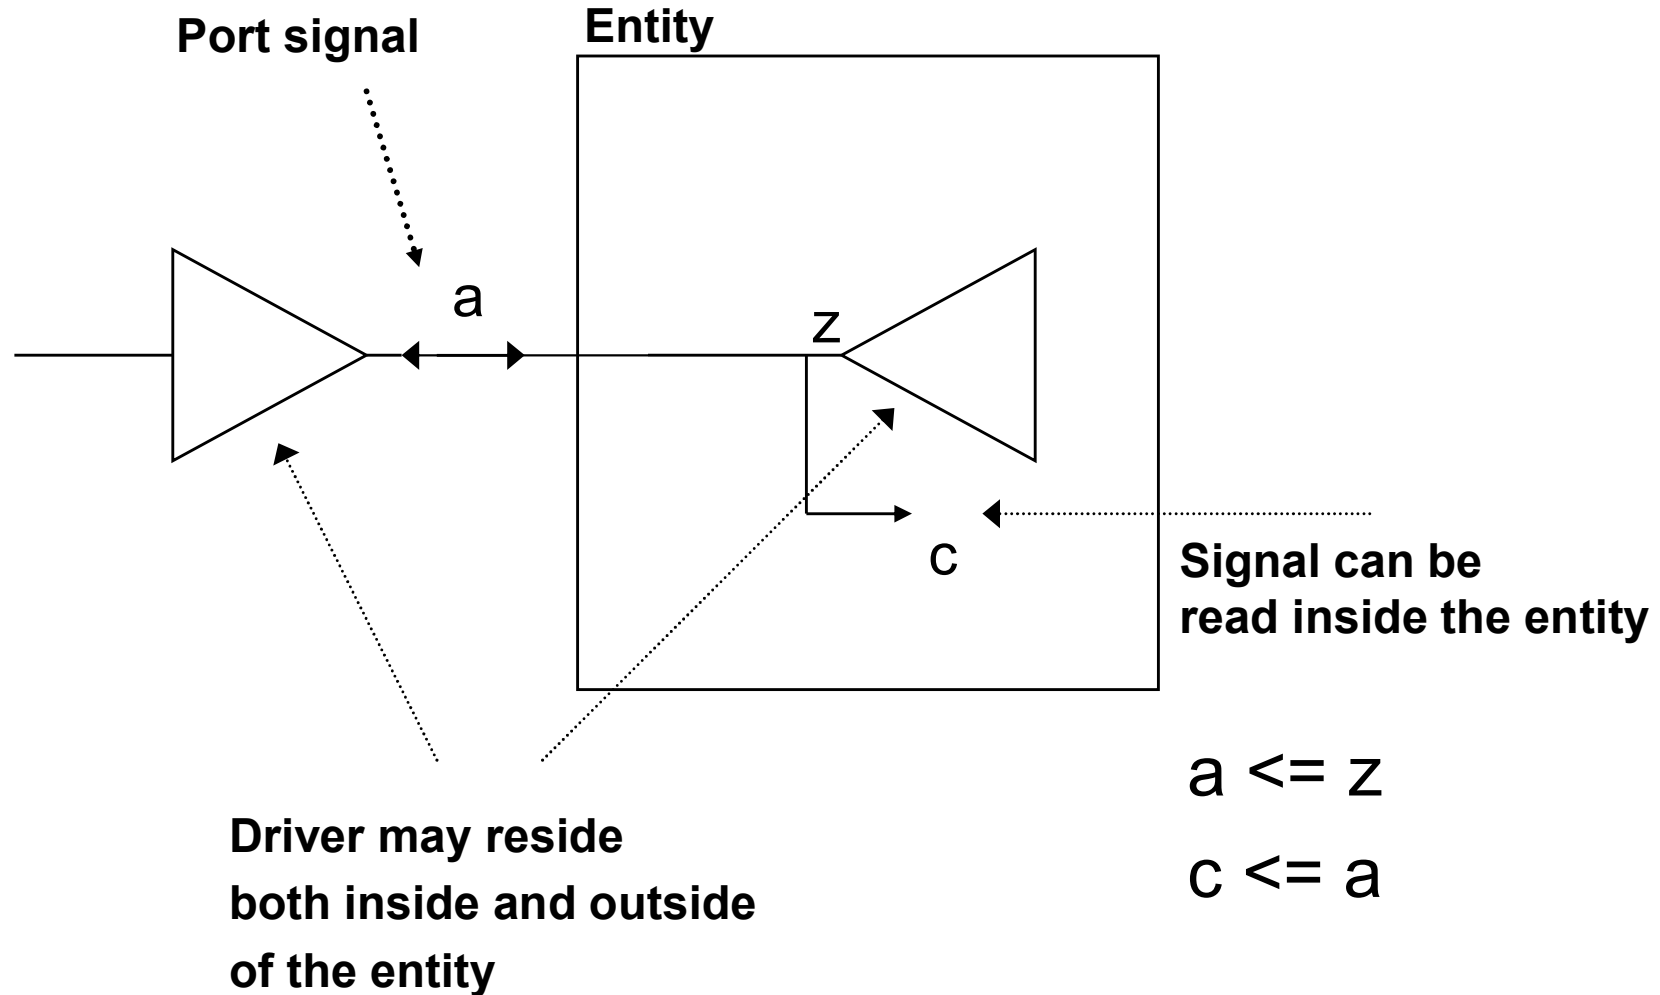 Port signal
Entity
a
z
c
Signal can be
read inside the entity
a <= z
c <= a
Driver may reside
both inside and outside
of the entity